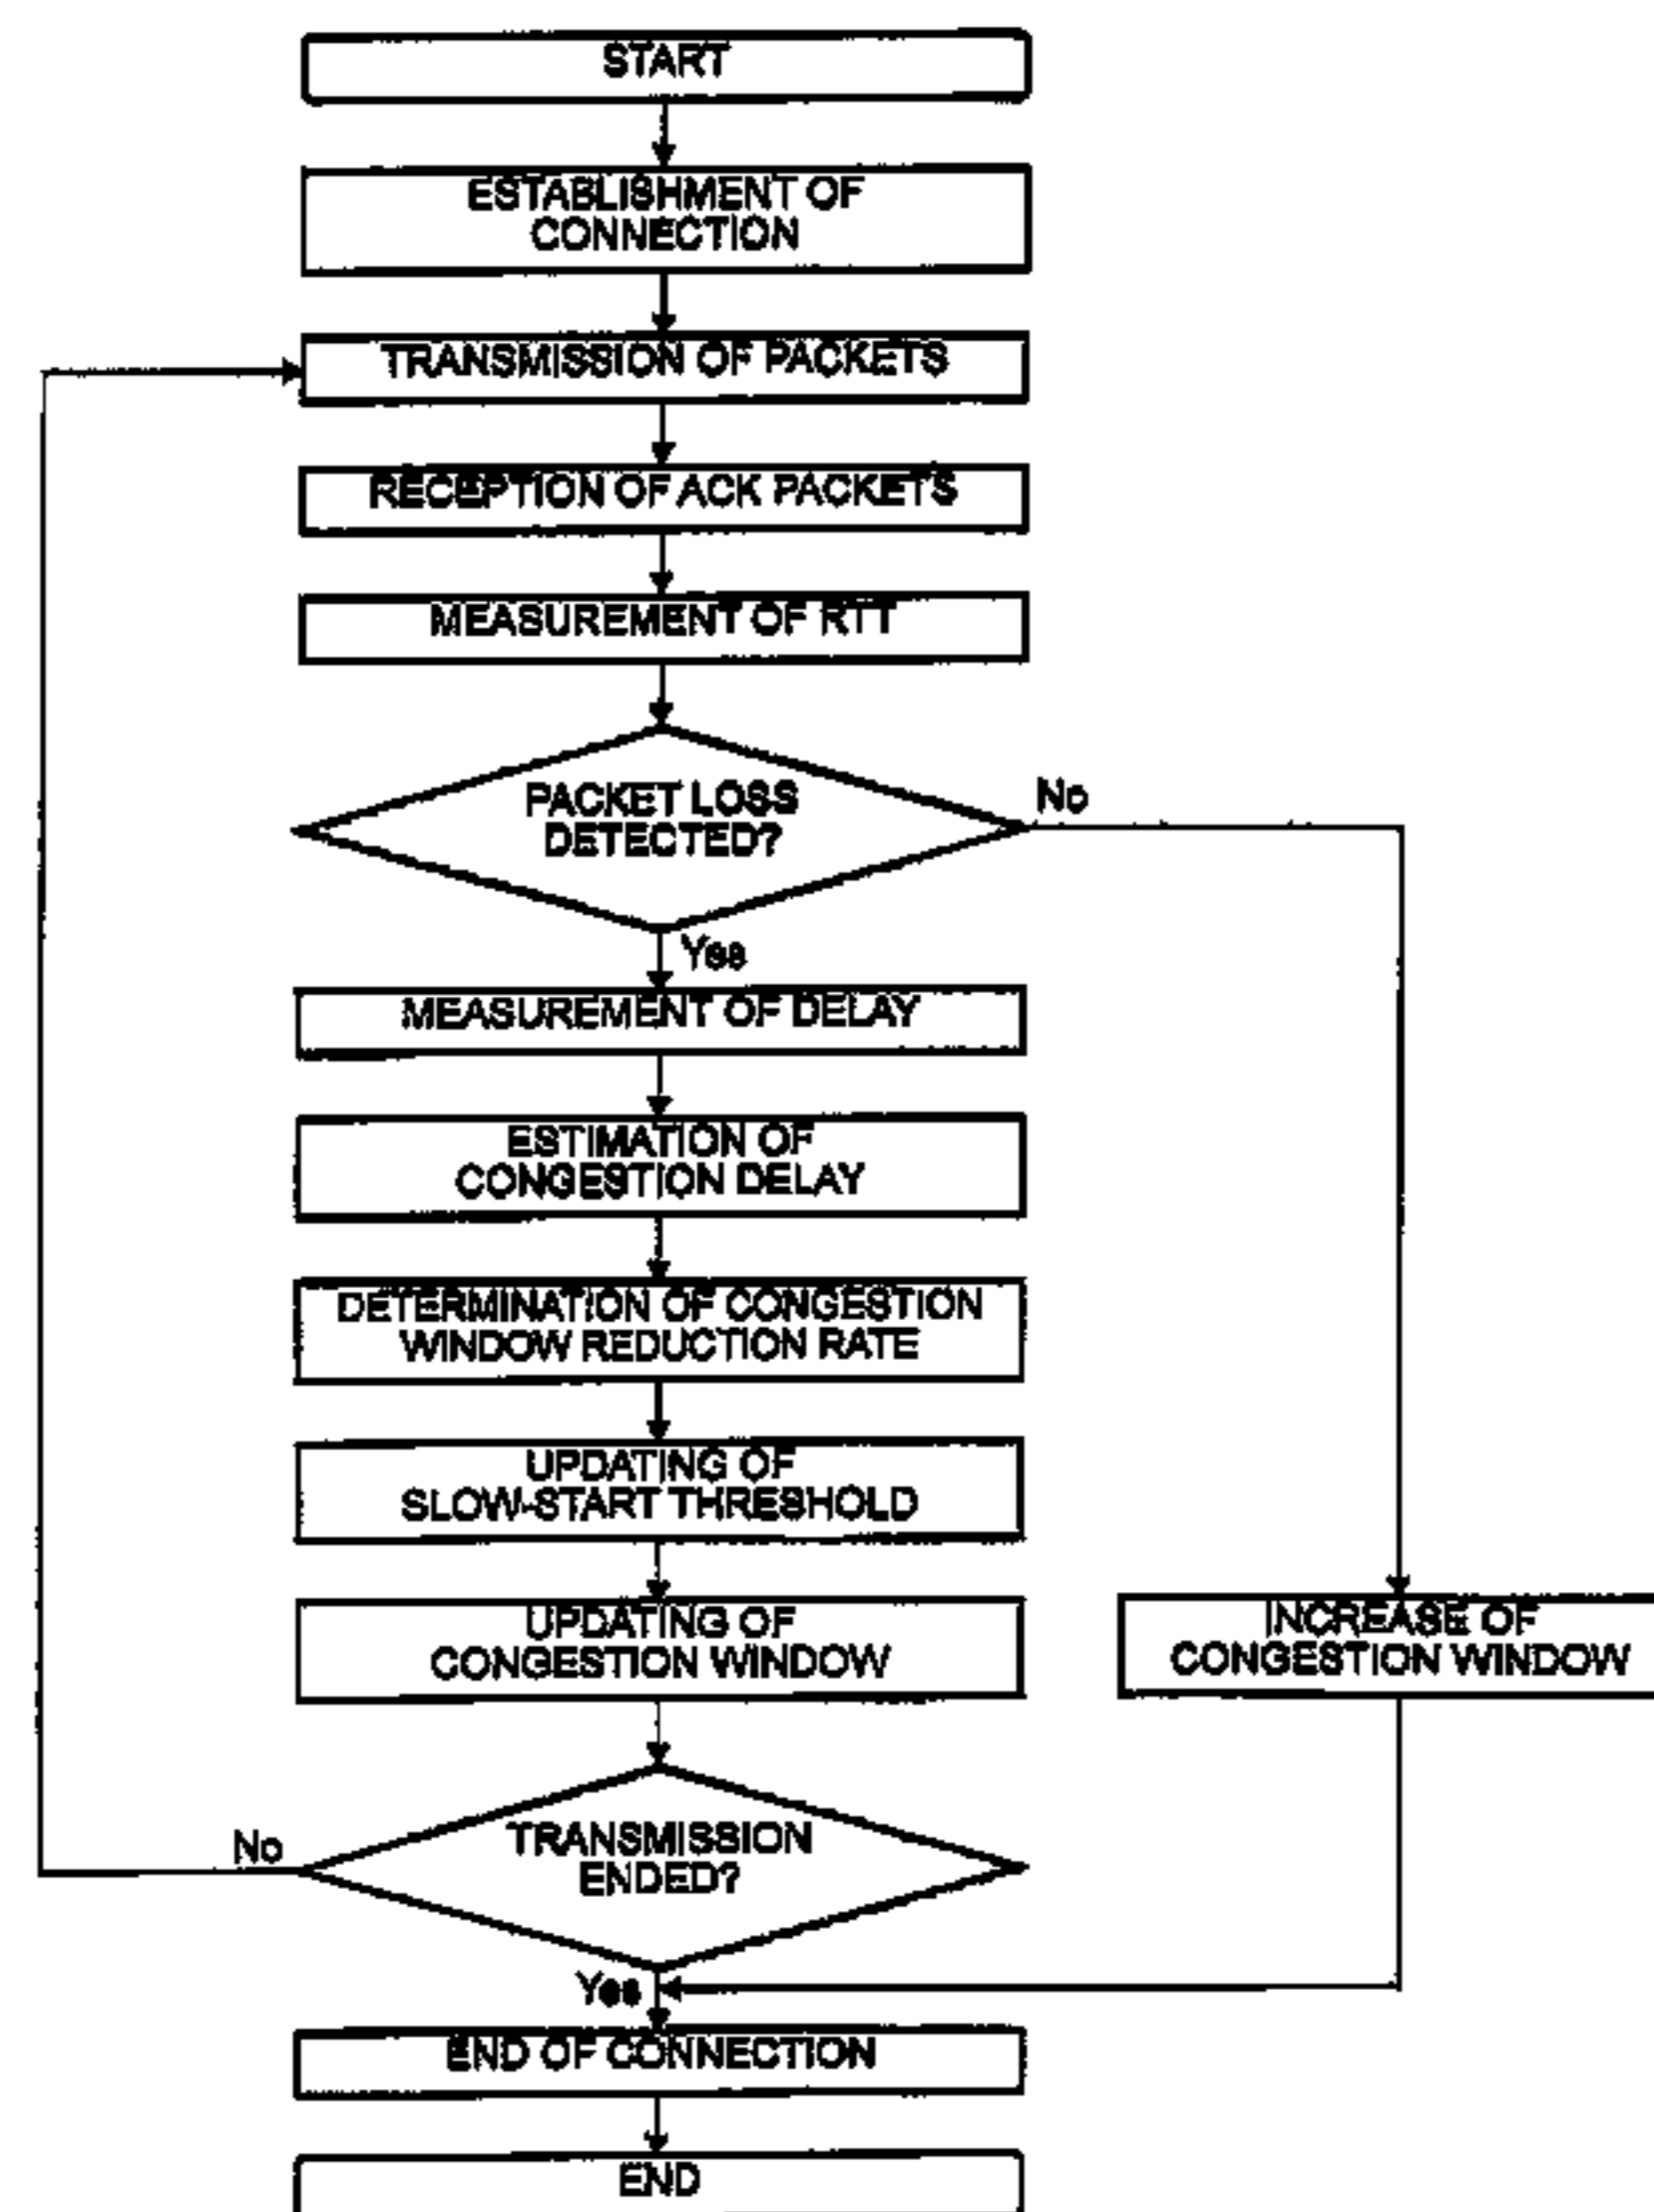 START
ESTABLISHMENT OF
CONNECTION
TRANSMISSION OF PACKETS
RECEPTION OF ACK PACKETS
MEASUREMENT OF RTT
PACKET LOSS
DETECTED?
No
Yes
MEASUREMENT OF DELAY
ESTIMATION OF
CONGESTION DELAY
DETERMINATION OF CONGESTION
WINDOW REDUCTION RATE
UPDATING OF
SLOW-START THRESHOLD
UPDATING OF
CONGESTION WINDOW
INCREASE OF
CONGESTION WINDOW
No
TRANSMISSION
ENDED?
Yes
END OF CONNECTION
END